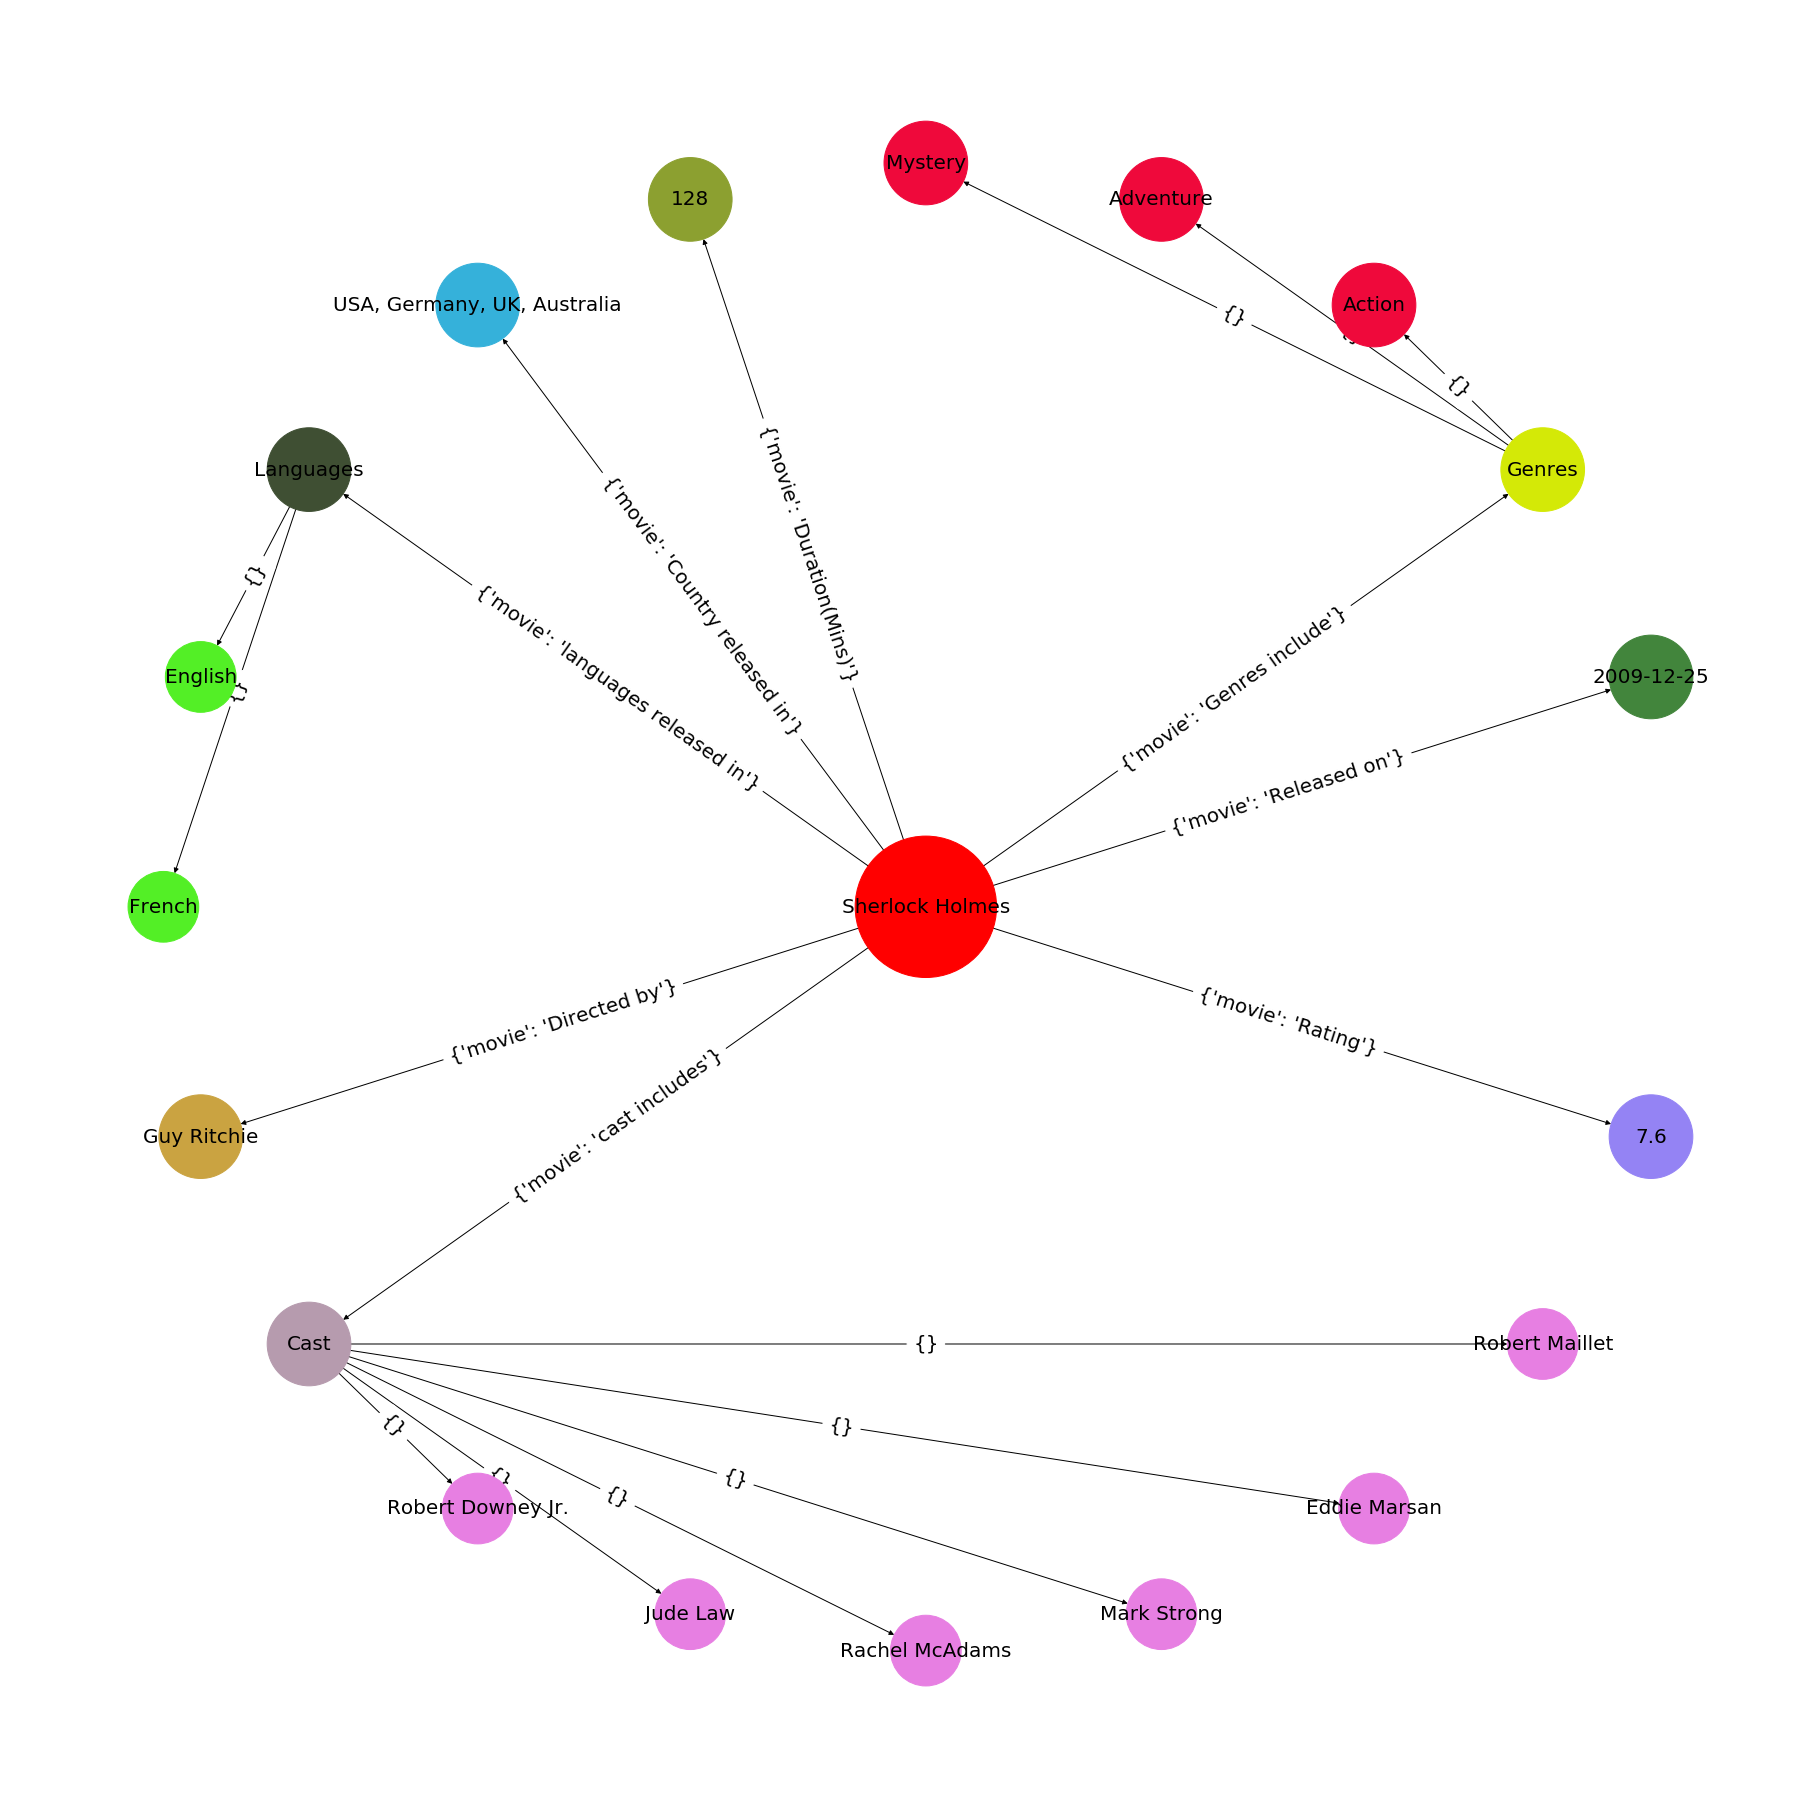 Mystery
Adventure
128
Action
USA, Germany, UK, Australia
{}
{}
Languages
Genres
{'movie': 'Duration(Mins)'}
{'movie': 'Country released in'}
{}
{'movie': 'languages released in'}
{'movie': 'Genres include'}
English
{}
2009-12-25
{'movie': 'Released on'}
French
Sherlock Holmes
{'movie': 'Directed by'}
{'movie': 'Rating'}
{'movie': 'cast includes'}
Guy Ritchie
7.6
Cast
{}
Robert Maillet
{}
{}
{}
{}
{}
Robert Downey Jr.
Eddie Marsan
Jude Law
Mark Strong
Rachel McAdams